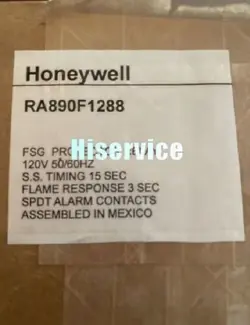 Honeywell
RA890F1288
Hiservice
FSG
120V 50/60HZ
S.S. TIMING 15 SEC
FLAME RESPONSE 3 SEC
SPDT ALARM CONTACTS
ASSEMBLED IN MEXICO